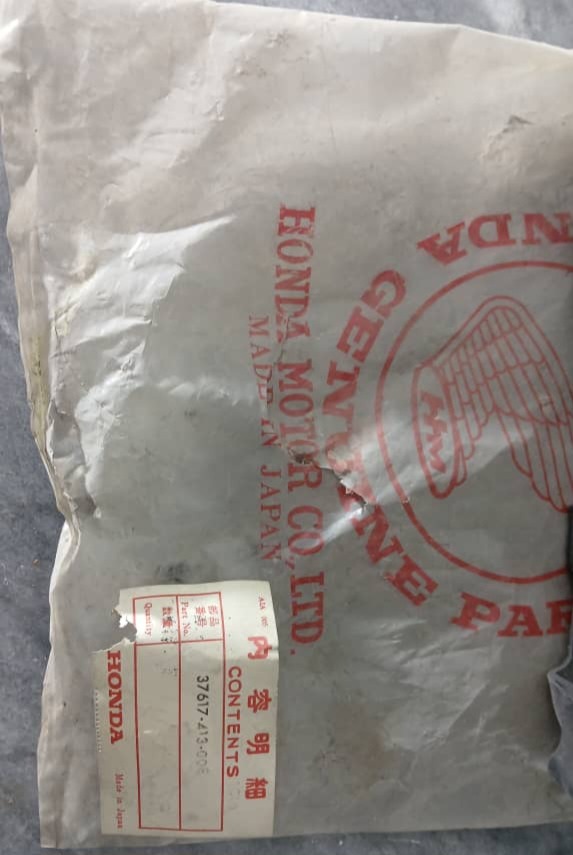 HONDA
GENUINE PAR
HONDA MOTOR CO., LTD.
MADE IN JAPAN
内容明細
CONTENTS
部品番号
Part No.
37617-413-00
数量
Quantity
HONDA
Made in Japan